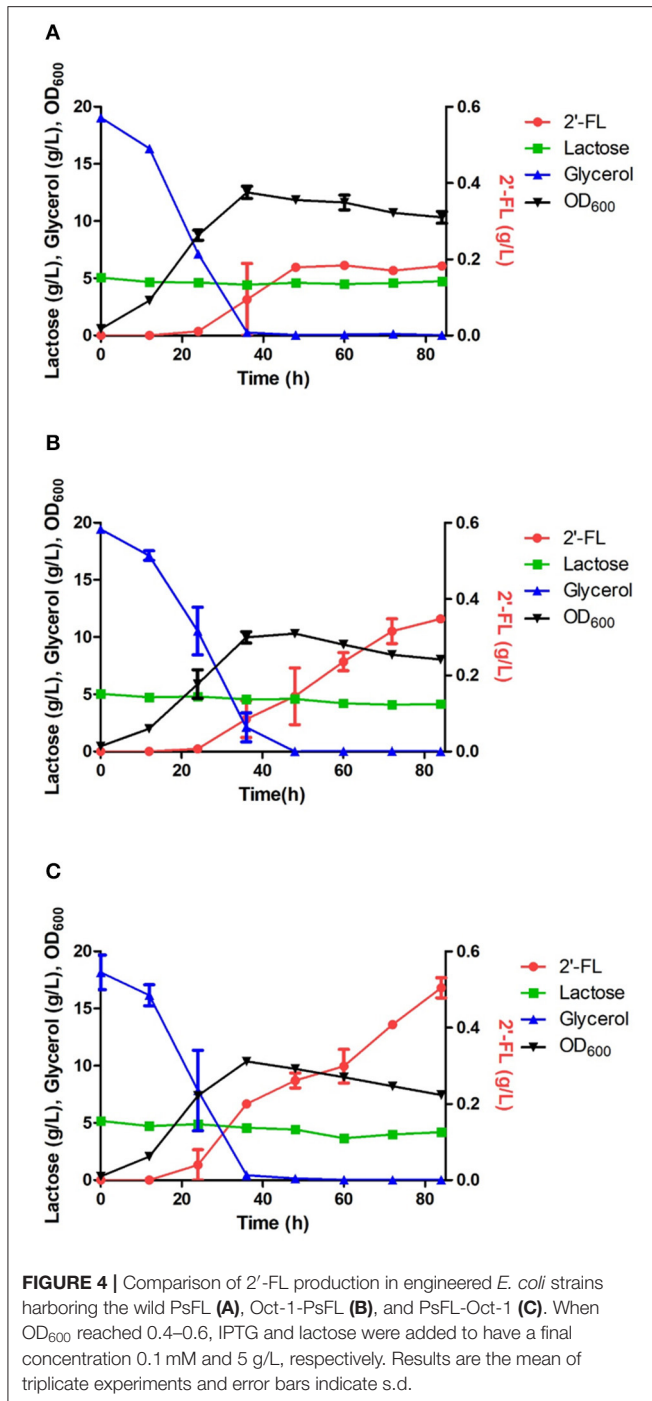 A
Lactose (g/L), Glycerol (g/L), OD600
20
15
10
5
0
0.6
0.4
0.2
0.0
2'-FL (g/L)
0 20 40 60 80
Time (h)
2'-FL
Lactose
Glycerol
OD600
B
Lactose (g/L), Glycerol (g/L), OD600
20
15
10
5
0
0.6
0.4
0.2
0.0
2'-FL (g/L)
0 20 40 60 80
Time(h)
2'-FL
Lactose
Glycerol
OD600
C
Lactose (g/L), Glycerol (g/L), OD600
20
15
10
5
0
0.6
0.4
0.2
0.0
2'-FL (g/L)
0 20 40 60 80
Time (h)
2'-FL
Lactose
Glycerol
OD600
FIGURE 4 | Comparison of 2′-FL production in engineered E. coli strains
harboring the wild PsFL (A), Oct-1-PsFL (B), and PsFL-Oct-1 (C). When
OD600 reached 0.4–0.6, IPTG and lactose were added to have a final
concentration 0.1 mM and 5 g/L, respectively. Results are the mean of
triplicate experiments and error bars indicate s.d.